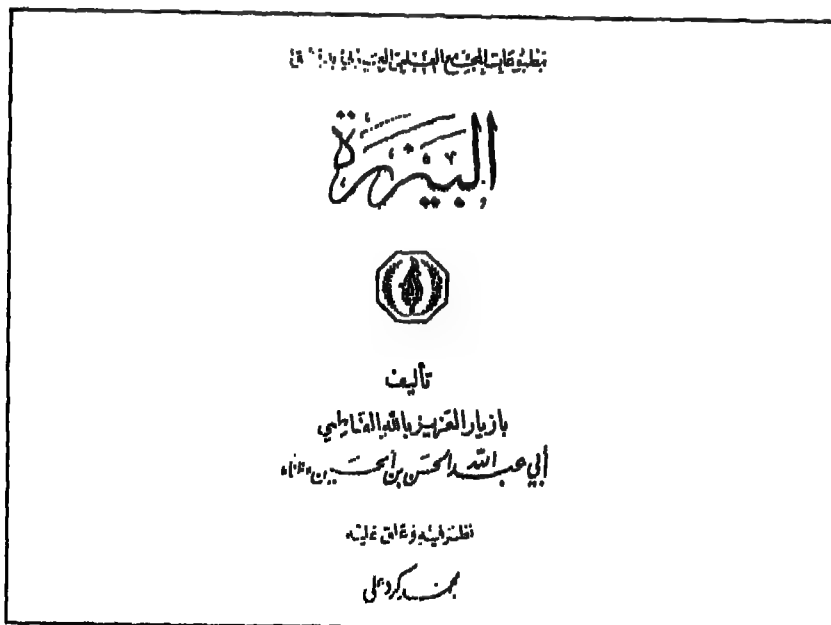 مطبوعات المجمع العلمي العربي بدمشق
البيزرة
تأليف
بازيار العزيز بالله الفاطمي
أبي عبد الله الحسن بن الحسين
نظر فيه وعلق عليه
محمد كرد علي